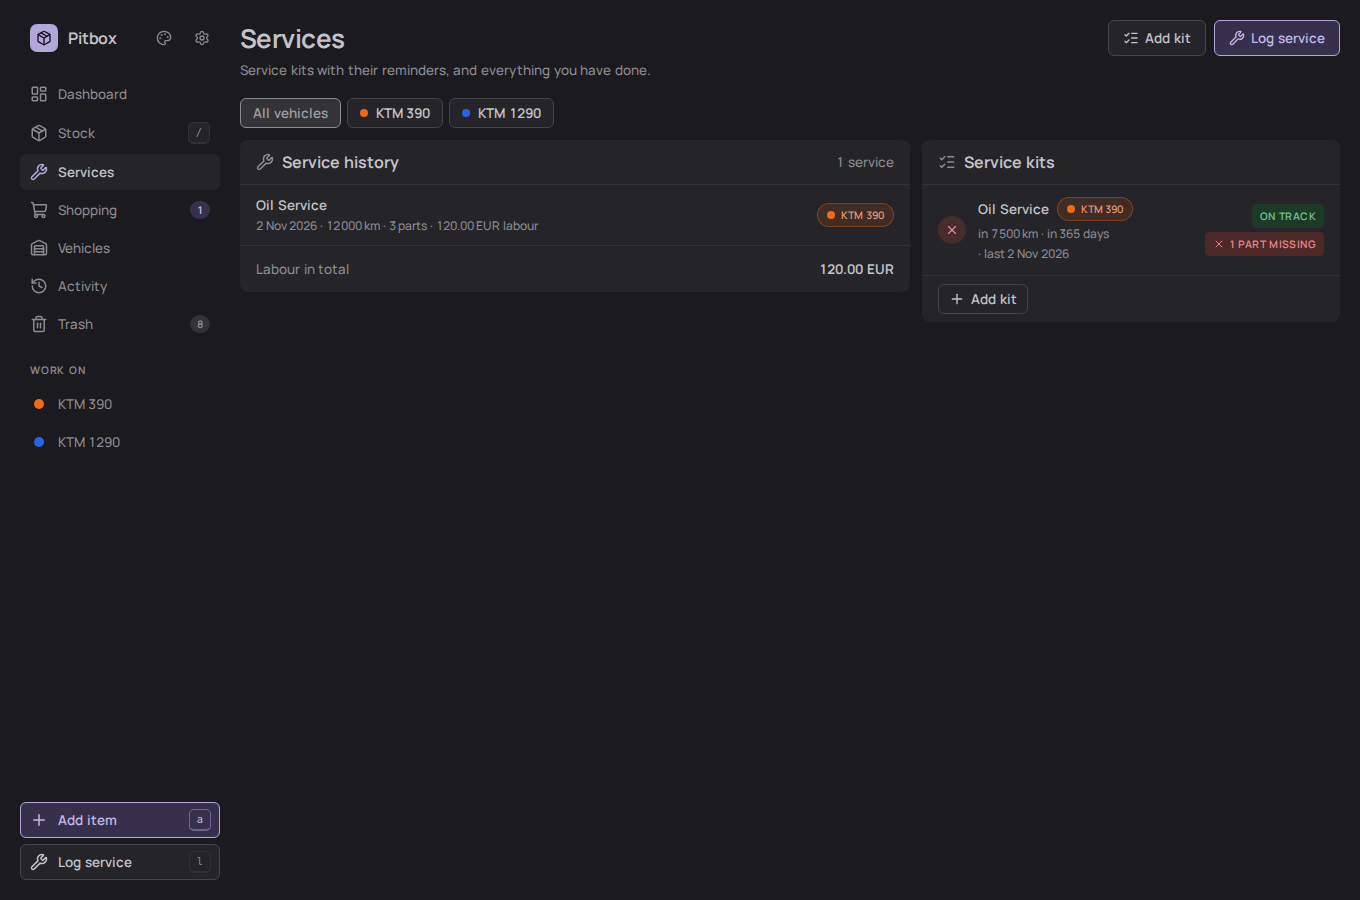 Pitbox
Dashboard
Stock /
Services
Shopping 1
Vehicles
Activity
Trash 8
WORK ON
KTM 390
KTM 1290
Add item a
Log service l
Services
Service kits with their reminders, and everything you have done.
Add kit
Log service
All vehicles
KTM 390
KTM 1290
Service history
1 service
Oil Service
2 Nov 2026 · 12 000 km · 3 parts · 120.00 EUR labour
KTM 390
Labour in total
120.00 EUR
Service kits
Oil Service
KTM 390
in 7 500 km · in 365 days
· last 2 Nov 2026
ON TRACK
1 PART MISSING
Add kit